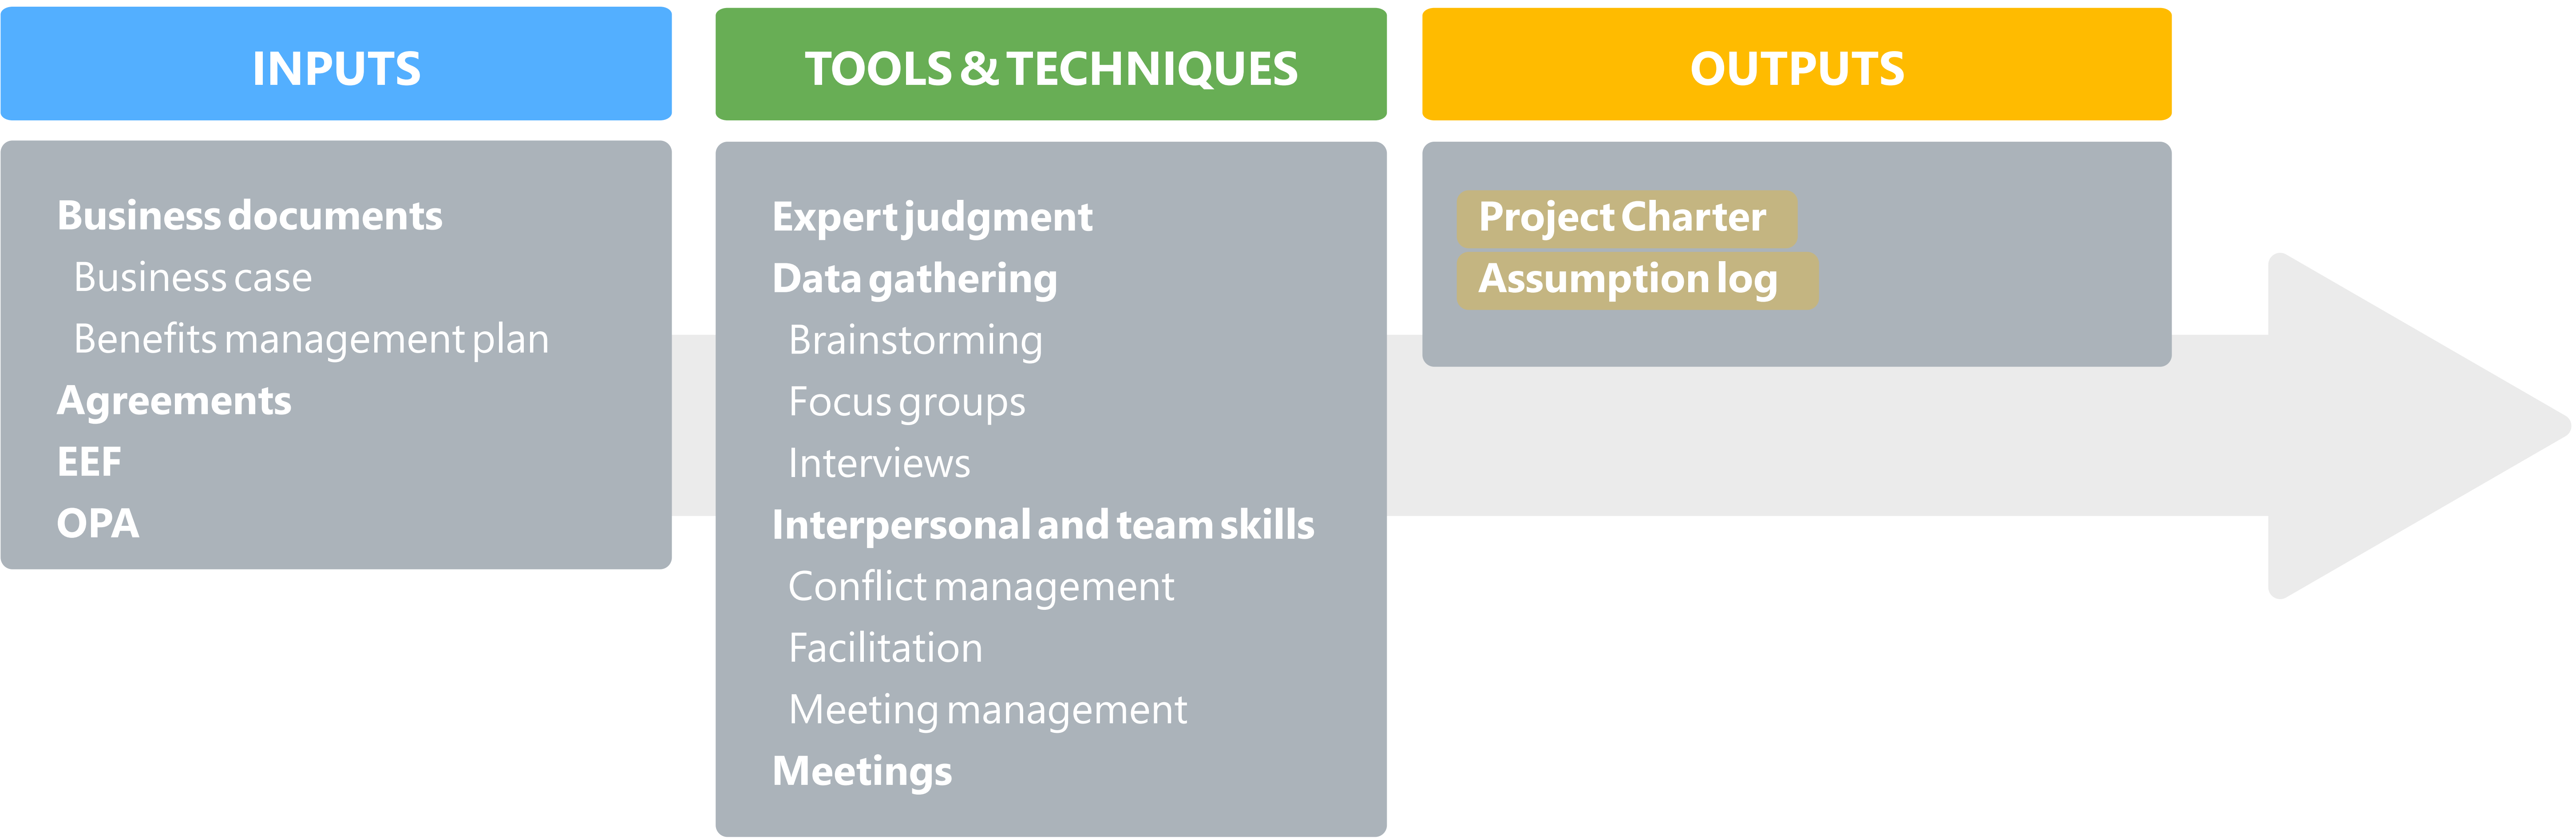 INPUTS
Business documents
Business case
Benefits management plan
Agreements
EEF
OPA
TOOLS & TECHNIQUES
Expert judgment
Data gathering
Brainstorming
Focus groups
Interviews
Interpersonal and team skills
Conflict management
Facilitation
Meeting management
Meetings
OUTPUTS
Project Charter
Assumption log